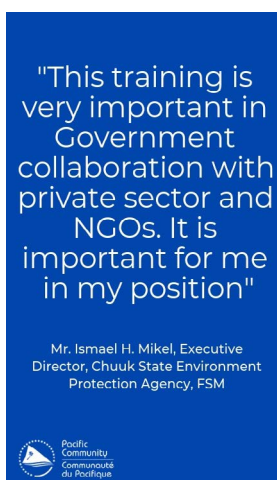 "This training is
very important in
Government
collaboration with
private sector and
NGOs. It is
important for me
in my position"
Mr. Ismael H. Mikel, Executive
Director, Chuuk State Environment
Protection Agency, FSM
Pacific
Community
Communauté
du Pacifique